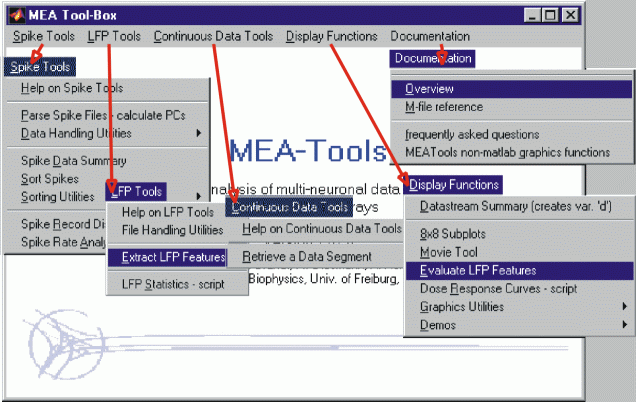 MEA Tool-Box
Spike Tools LFP Tools Continuous Data Tools Display Functions Documentation
Spike Tools
Help on Spike Tools
Parse Spike Files - calculate PCs
Data Handling Utilities
Spike Data Summary
Sort Spikes
Sorting Utilities
Spike Record Di
Spike Rate Analy
LFP Tools
Help on LFP Tools
File Handling Utilities
Extract LFP Features
LFP Statistics - script
MEA-Tools
nalysis of multi-neuronal data
rays
Continuous Data Tools
Help on Continuous Data Tools
Retrieve a Data Segment
Biophysics, Univ. of Freiburg,
Documentation
Overview
M-file reference
frequently asked questions
MEATools non-matlab graphics functions
Display Functions
Datastream Summary (creates var. 'd')
8x8 Subplots
Movie Tool
Evaluate LFP Features
Dose Response Curves - script
Graphics Utilities
Demos